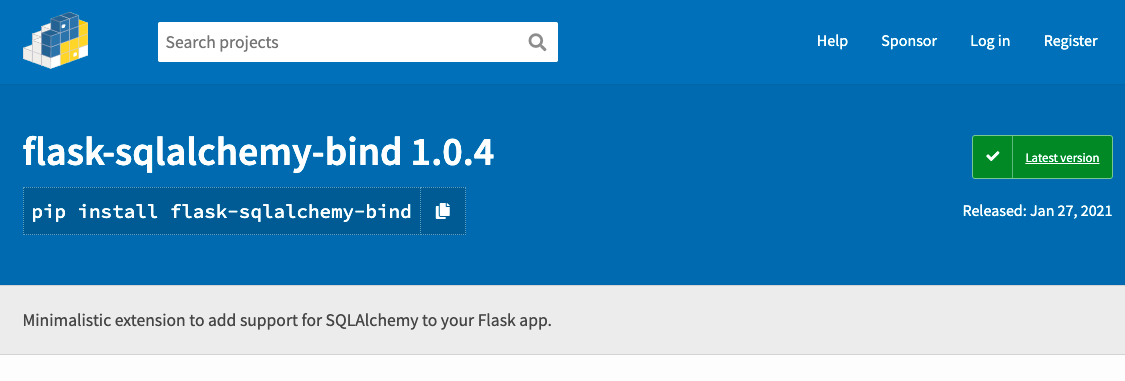 Search projects
Help
Sponsor
Log in
Register
flask-sqlalchemy-bind 1.0.4
pip install flask-sqlalchemy-bind
Latest version
Released: Jan 27, 2021
Minimalistic extension to add support for SQLAlchemy to your Flask app.